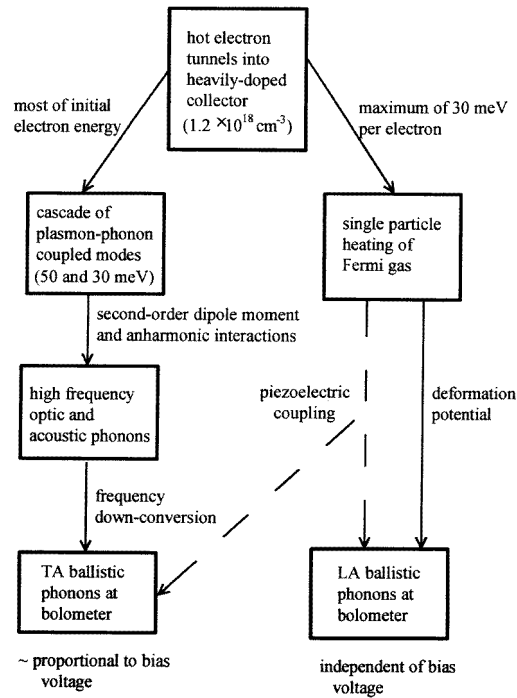 hot electron
tunnels into
heavily-doped
collector
(1.2 ×10¹⁸ cm⁻³)
most of initial
electron energy
maximum of 30 meV
per electron
cascade of
plasmon-phonon
coupled modes
(50 and 30 meV)
single particle
heating of
Fermi gas
second-order dipole moment
and anharmonic interactions
high frequency
optic and
acoustic phonons
piezoelectric
coupling
deformation
potential
frequency
down-conversion
TA ballistic
phonons at
bolometer
LA ballistic
phonons at
bolometer
~ proportional to bias
voltage
independent of bias
voltage